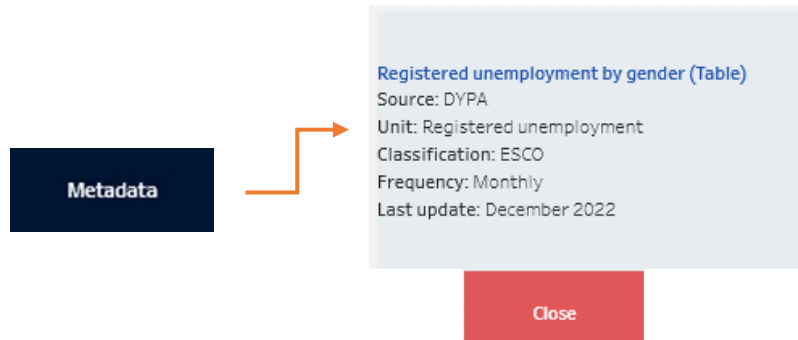 Metadata
Registered unemployment by gender (Table)
Source: DYPA
Unit: Registered unemployment
Classification: ESCO
Frequency: Monthly
Last update: December 2022
Close